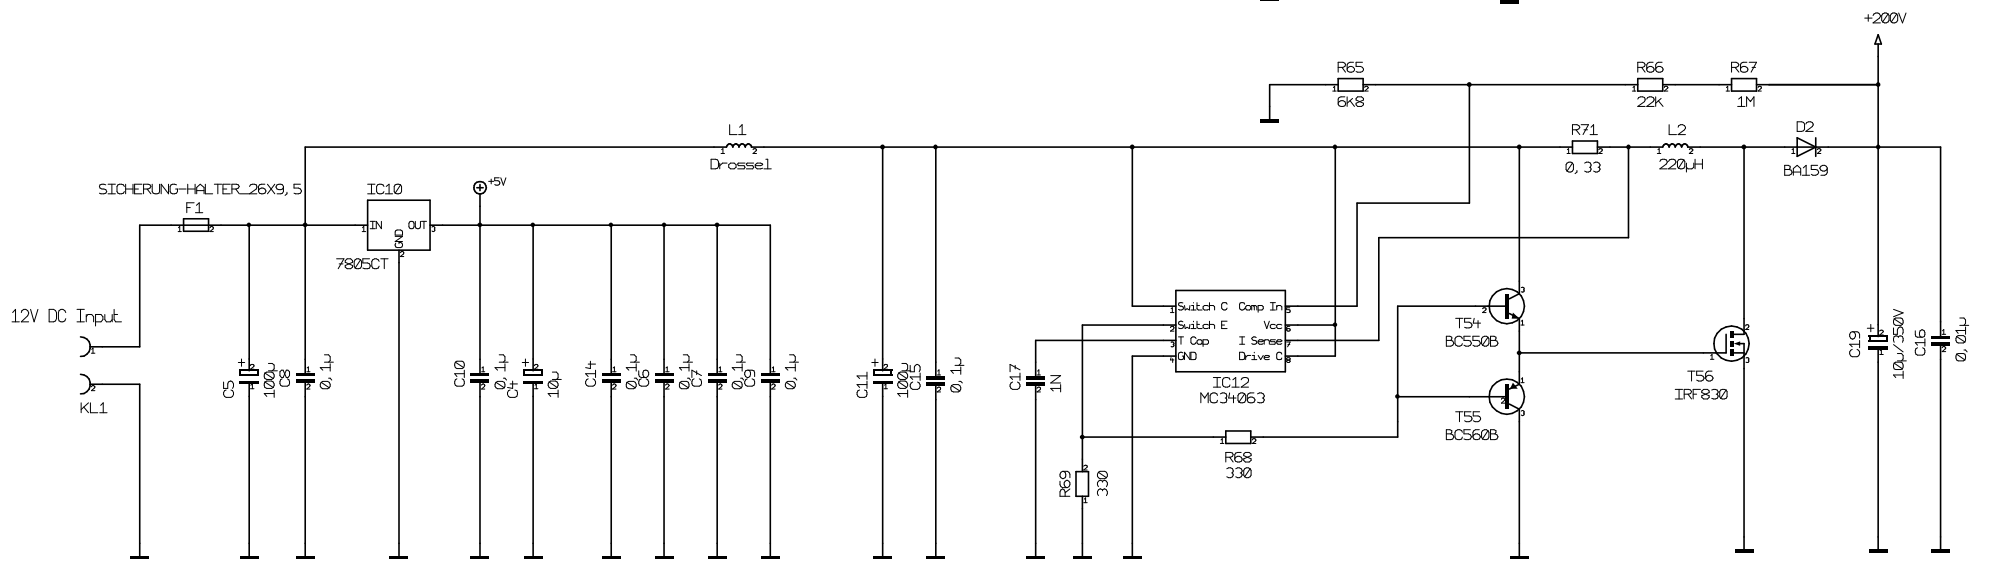 +200V
R65
6K8
R66
22K
R67
1M
L1
Drossel
R71
0,33
L2
220µH
D2
BA159
SICHERUNG-HALTER_26X9,5
F1
IC10
IN
OUT
GND
7805CT
+5V
12V DC Input
KL1
C5
100µ
C8
0,1µ
C10
0,1µ
C4
10µ
C14
0,1µ
C6
0,1µ
C7
0,1µ
C9
0,1µ
C11
100µ
C15
0,1µ
C17
1N
Switch C
Comp In
Switch E
Vcc
T Cap
I Sense
GND
Drive C
IC12
MC34063
R69
330
R68
330
T54
BC550B
T55
BC560B
T56
IRF830
C19
10µ/350V
C16
0,01µ